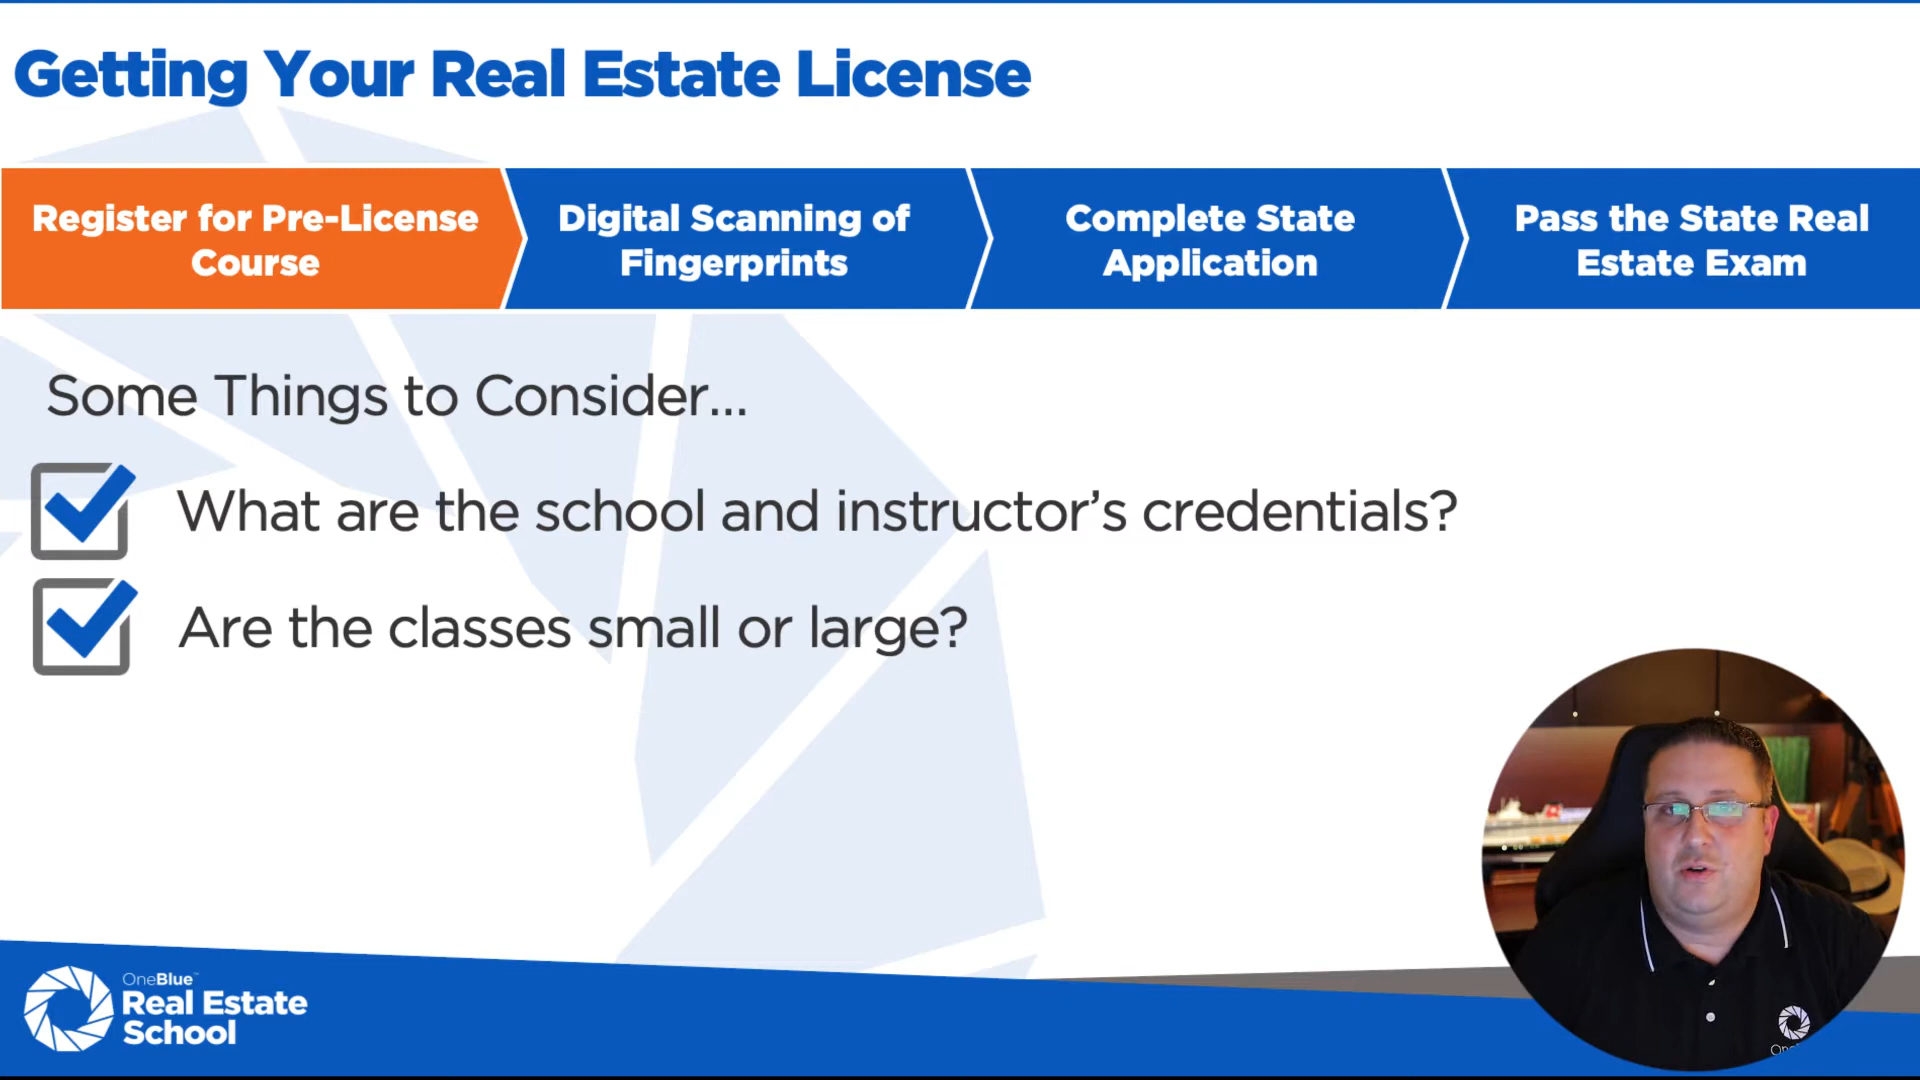 Getting Your Real Estate License
Register for Pre-License
Course
Digital Scanning of
Fingerprints
Complete State
Application
Pass the State Real
Estate Exam
Some Things to Consider...
What are the school and instructor’s credentials?
Are the classes small or large?
OneBlue™
Real Estate
School